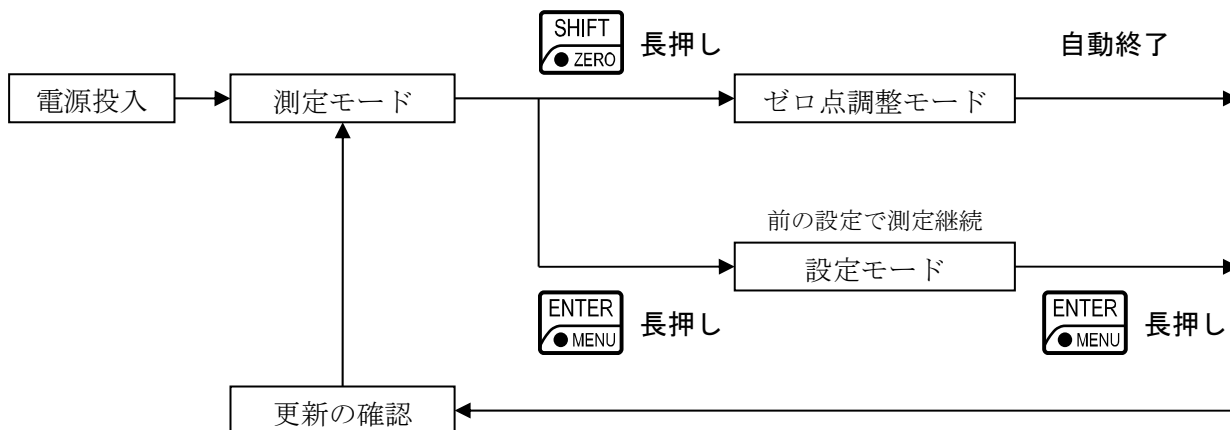 SHIFT
● ZERO
長押し
自動終了
電源投入
測定モード
ゼロ点調整モード
前の設定で測定継続
設定モード
ENTER
● MENU
長押し
ENTER
● MENU
長押し
更新の確認